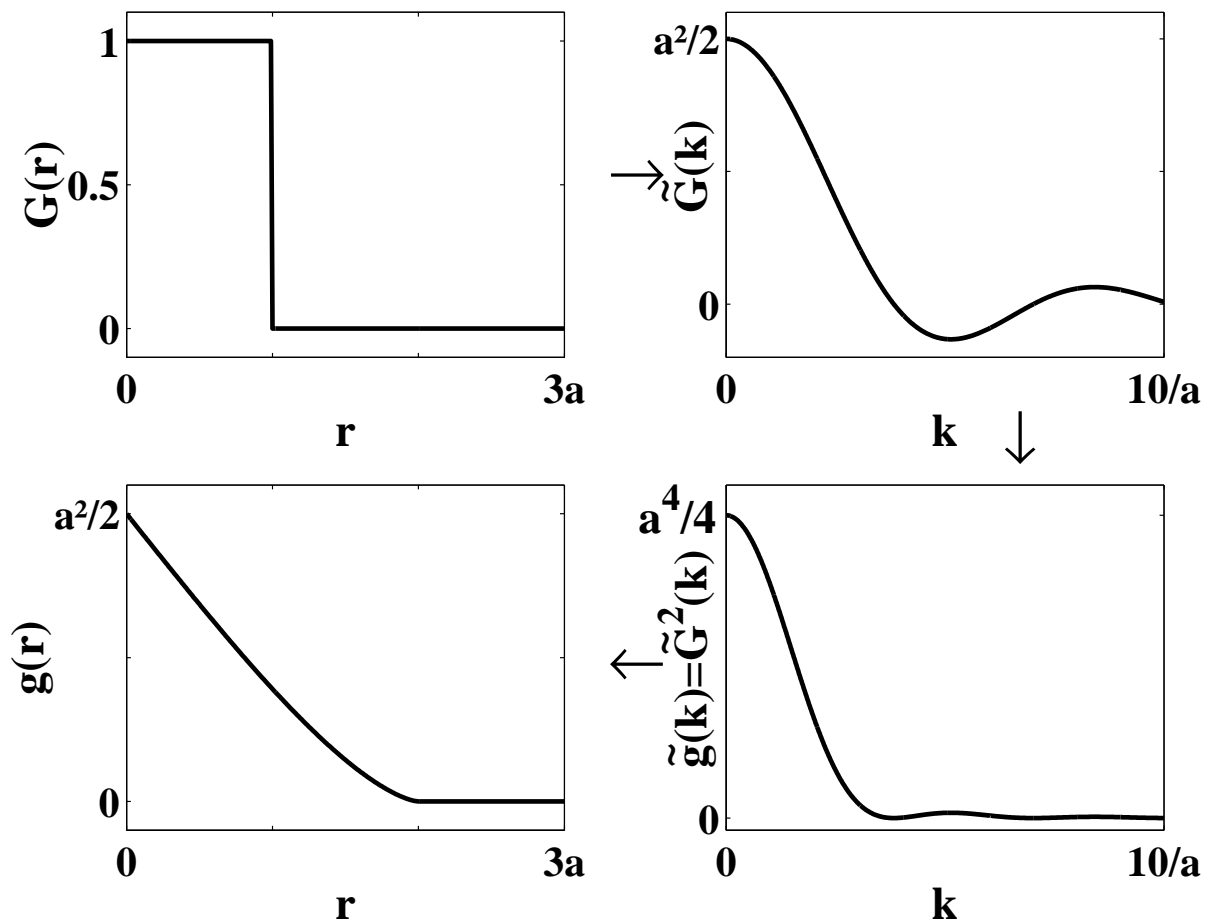 1
0.5
0
G(r)
0
3a
r
→
a²/2
0
G̃(k)
0
10/a
k
↓
a²/2
0
g(r)
0
3a
r
←
a⁴/4
0
g̃(k)=G̃²(k)
0
10/a
k